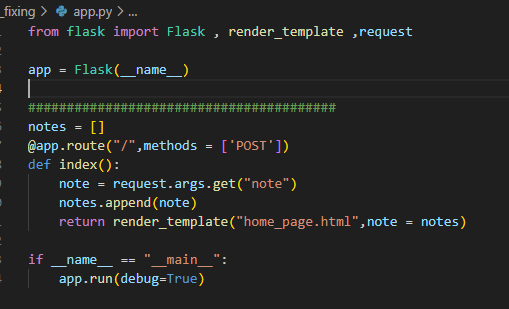 _fixing > app.py > ...
from flask import Flask , render_template ,request
app = Flask(__name__)
########################################
notes = []
@app.route("/",methods = ['POST'])
def index():
    note = request.args.get("note")
    notes.append(note)
    return render_template("home_page.html",note = notes)
if __name__ == "__main__":
    app.run(debug=True)